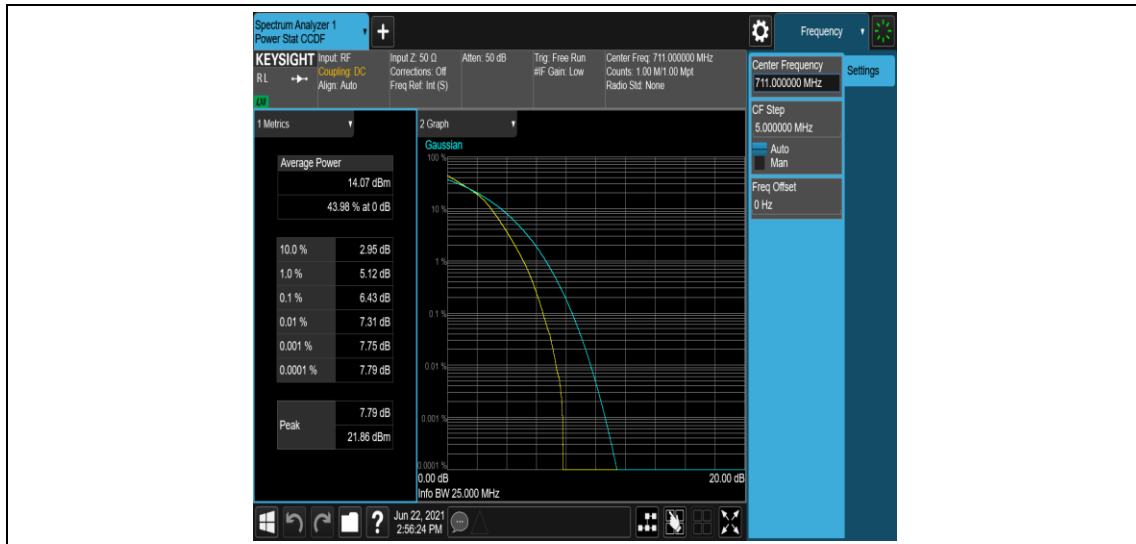 Spectrum Analyzer 1
Power Stat CCDF
+
Frequency
KEYSIGHT
RL
LXI
Input: RF
Coupling: DC
Align: Auto
Input Z: 50 Ω
Corrections: Off
Freq Ref: Int (S)
Atten: 50 dB
Trig: Free Run
#IF Gain: Low
Center Freq: 711.000000 MHz
Counts: 1.00 M/1.00 Mpt
Radio Std: None
Center Frequency
711.000000 MHz
Settings
CF Step
5.000000 MHz
Auto
Man
Freq Offset
0 Hz
1 Metrics
Average Power
14.07 dBm
43.98 % at 0 dB
10.0 % 2.95 dB
1.0 % 5.12 dB
0.1 % 6.43 dB
0.01 % 7.31 dB
0.001 % 7.75 dB
0.0001 % 7.79 dB
Peak 7.79 dB
21.86 dBm
2 Graph
Gaussian
100 %
10 %
1 %
0.1 %
0.01 %
0.001 %
0.0001 %
0.00 dB 20.00 dB
Info BW 25.000 MHz
?
Jun 22, 2021
2:56:24 PM